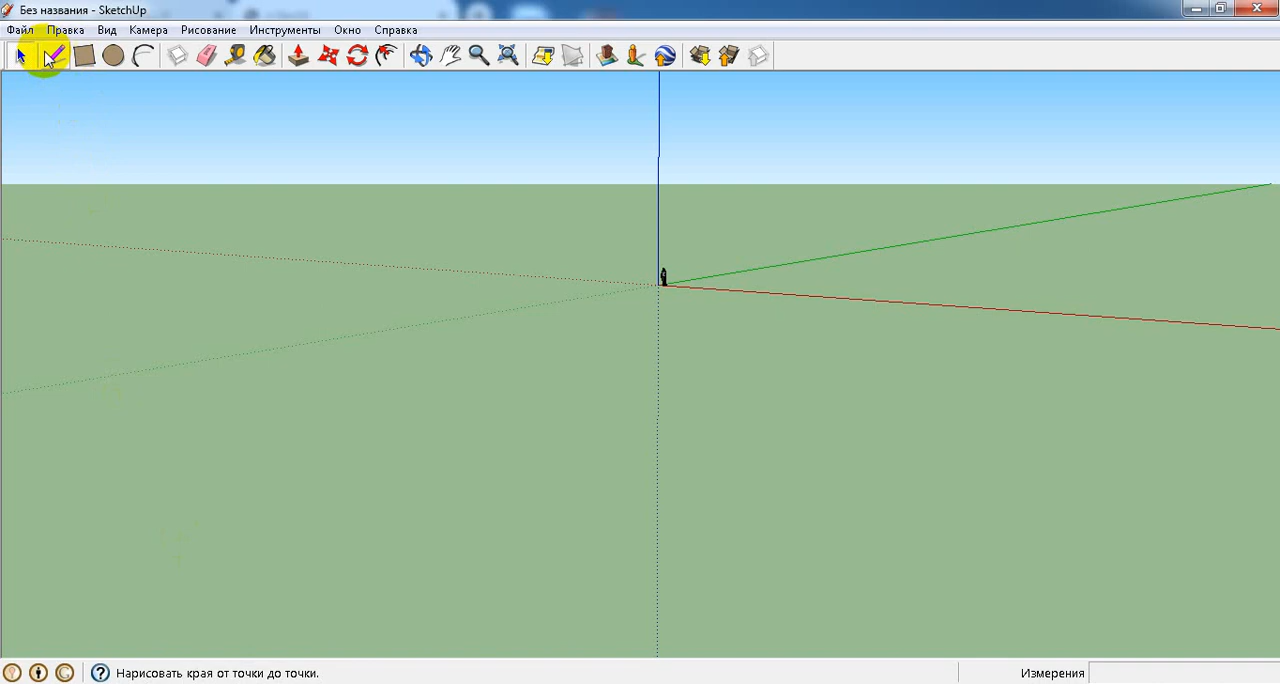 Без названия - SketchUp
Файл Правка Вид Камера Рисование Инструменты Окно Справка
Нарисовать края от точки до точки. Измерения